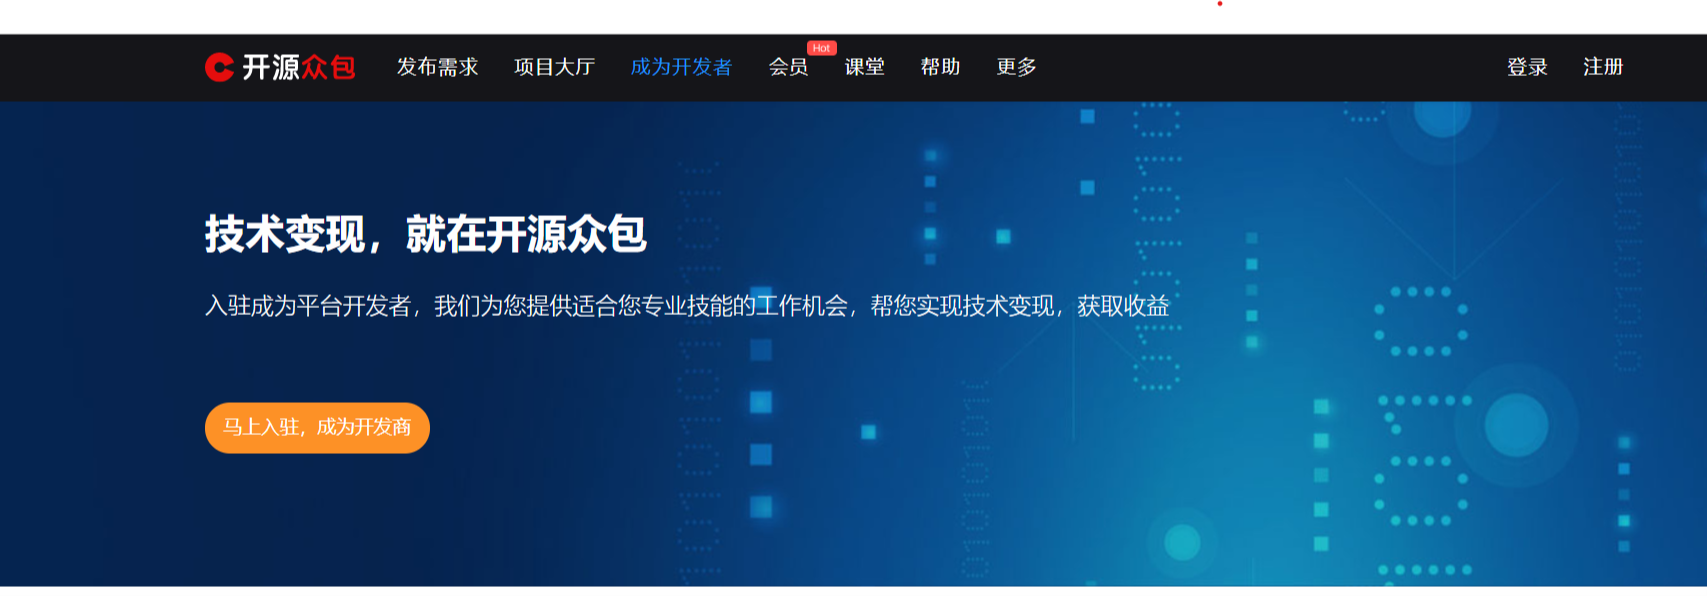 开源众包 发布需求 项目大厅 成为开发者 会员 Hot 课堂 帮助 更多 登录 注册
技术变现，就在开源众包
入驻成为平台开发者，我们为您提供适合您专业技能的工作机会，帮您实现技术变现，获取收益
马上入驻，成为开发商